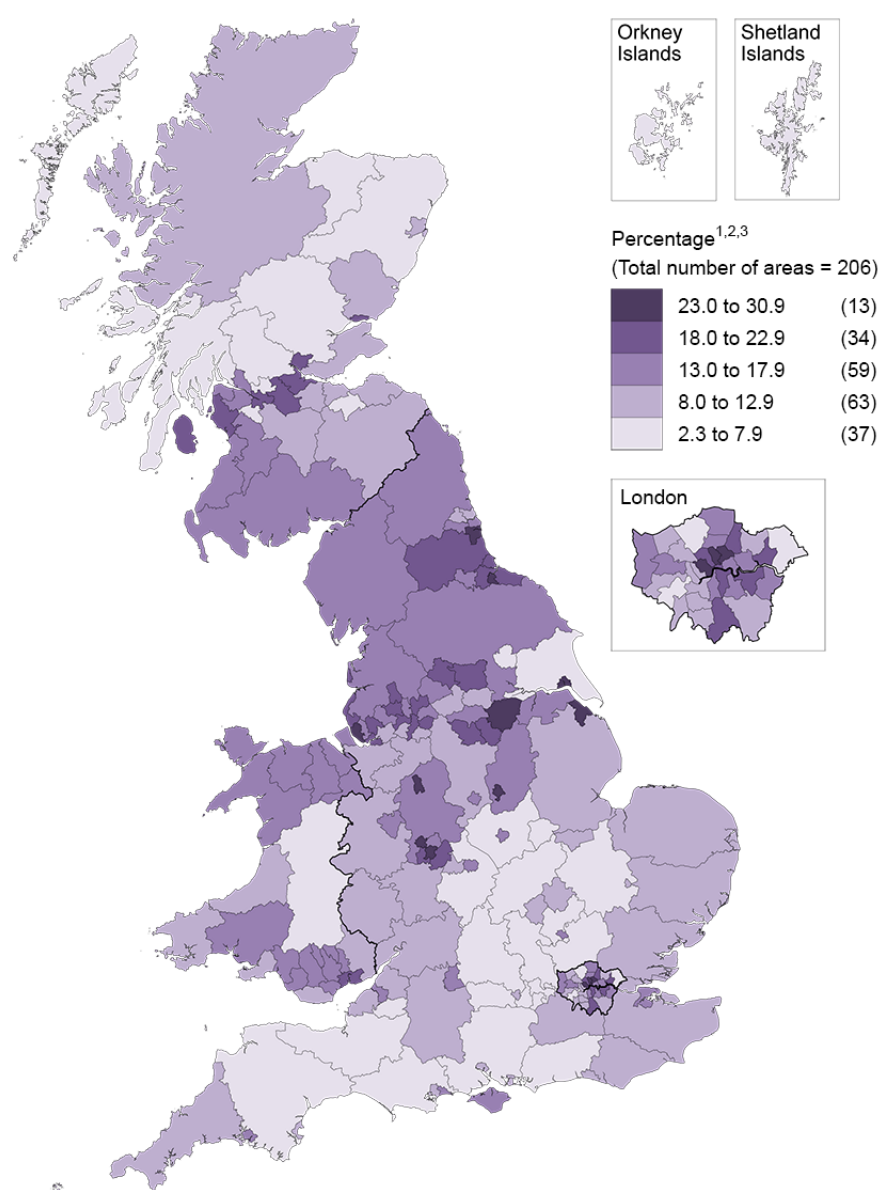 Orkney
Islands
Shetland
Islands
Percentage1,2,3
(Total number of areas = 206)
23.0 to 30.9 (13)
18.0 to 22.9 (34)
13.0 to 17.9 (59)
8.0 to 12.9 (63)
2.3 to 7.9 (37)
London